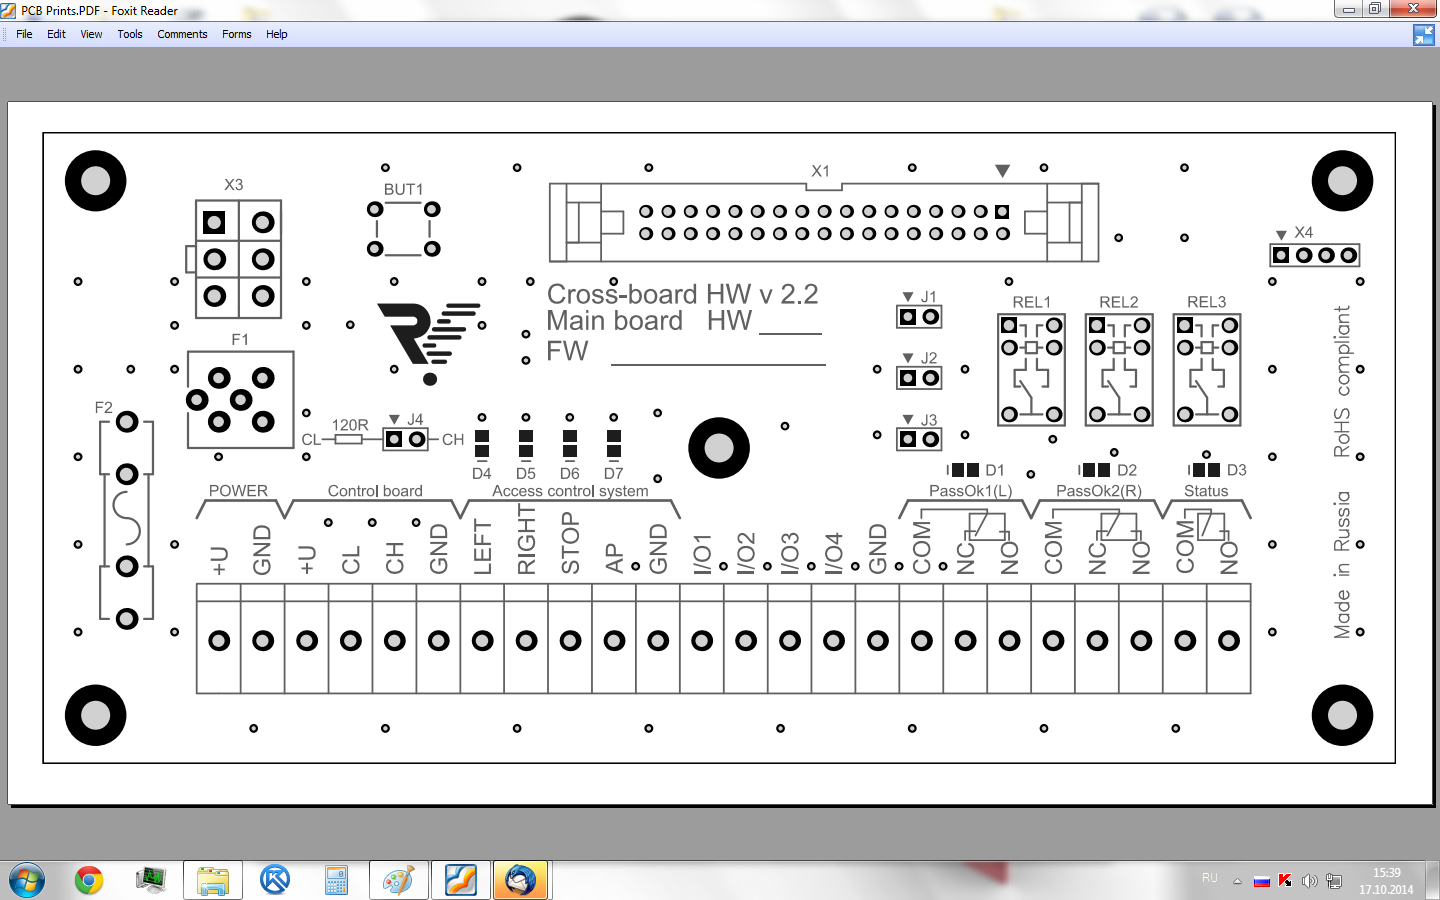 PCB Prints.PDF - Foxit Reader
File Edit View Tools Comments Forms Help
X3
BUT1
X1
X4
Cross-board HW v 2.2
Main board HW
FW
J1
REL1
REL2
REL3
F1
J2
F2
120R
J4
CL
CH
J3
D4
D5
D6
D7
D1
D2
D3
POWER
Control board
Access control system
PassOk1(L)
PassOk2(R)
Status
+U
GND
+U
CL
CH
GND
LEFT
RIGHT
STOP
AP
GND
I/O1
I/O2
I/O3
I/O4
GND
COM
NC
NO
COM
NC
NO
COM
NO
Made in Russia RoHS compliant
RU
15:39
17.10.2014